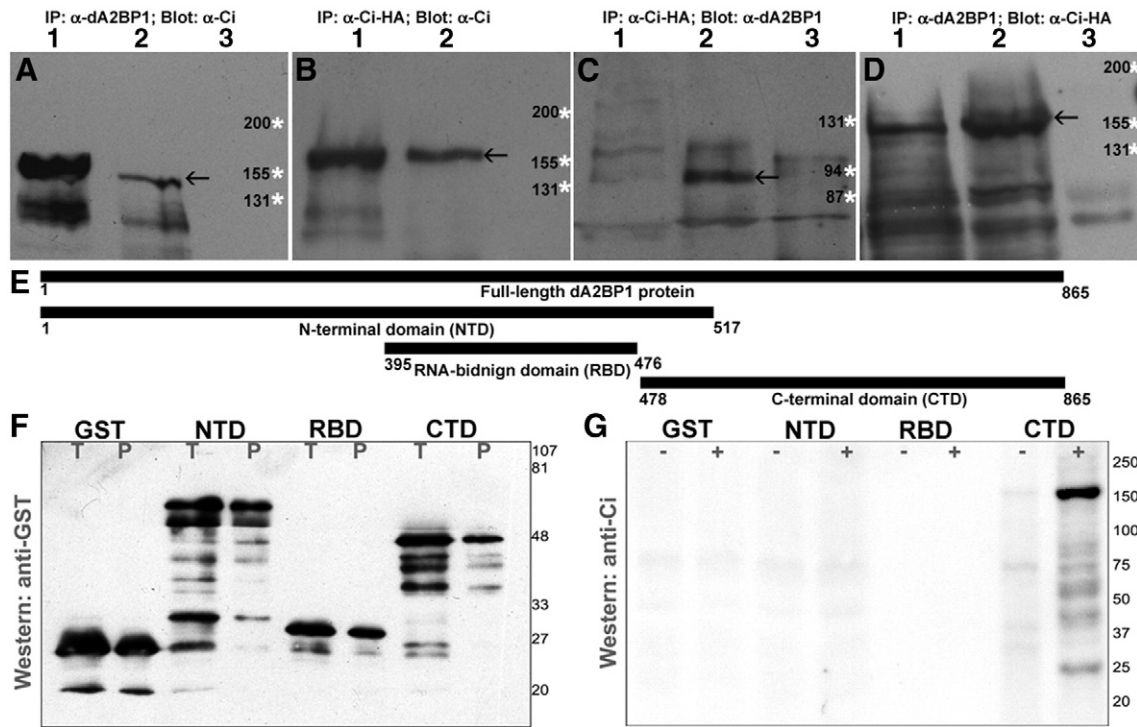 IP: α-dA2BP1; Blot: α-Ci
IP: α-Ci-HA; Blot: α-Ci
IP: α-Ci-HA; Blot: α-dA2BP1
IP: α-dA2BP1; Blot: α-Ci-HA
1 2 3
1 2
1 2 3
1 2 3
A
200*
155*
131*
B
200*
155*
131*
C
131*
94*
87*
D
200*
155*
131*
E
1 865
Full-length dA2BP1 protein
1 517
N-terminal domain (NTD)
395 476
RNA-bidnign domain (RBD)
478 865
C-terminal domain (CTD)
F
GST NTD RBD CTD
T P T P T P T P
Western: anti-GST
107
81
48
33
27
20
G
GST NTD RBD CTD
- + - + - + - +
Western: anti-Ci
250
150
100
75
50
37
25
20